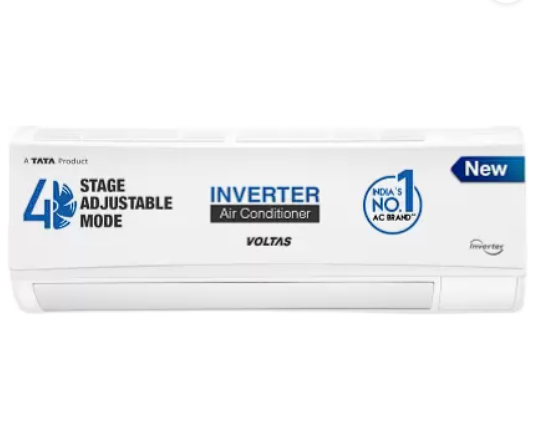 A TATA Product
New
4
STAGE
ADJUSTABLE
MODE
INVERTER
Air Conditioner
INDIA'S
NO.1
AC BRAND**
VOLTAS
Inverter